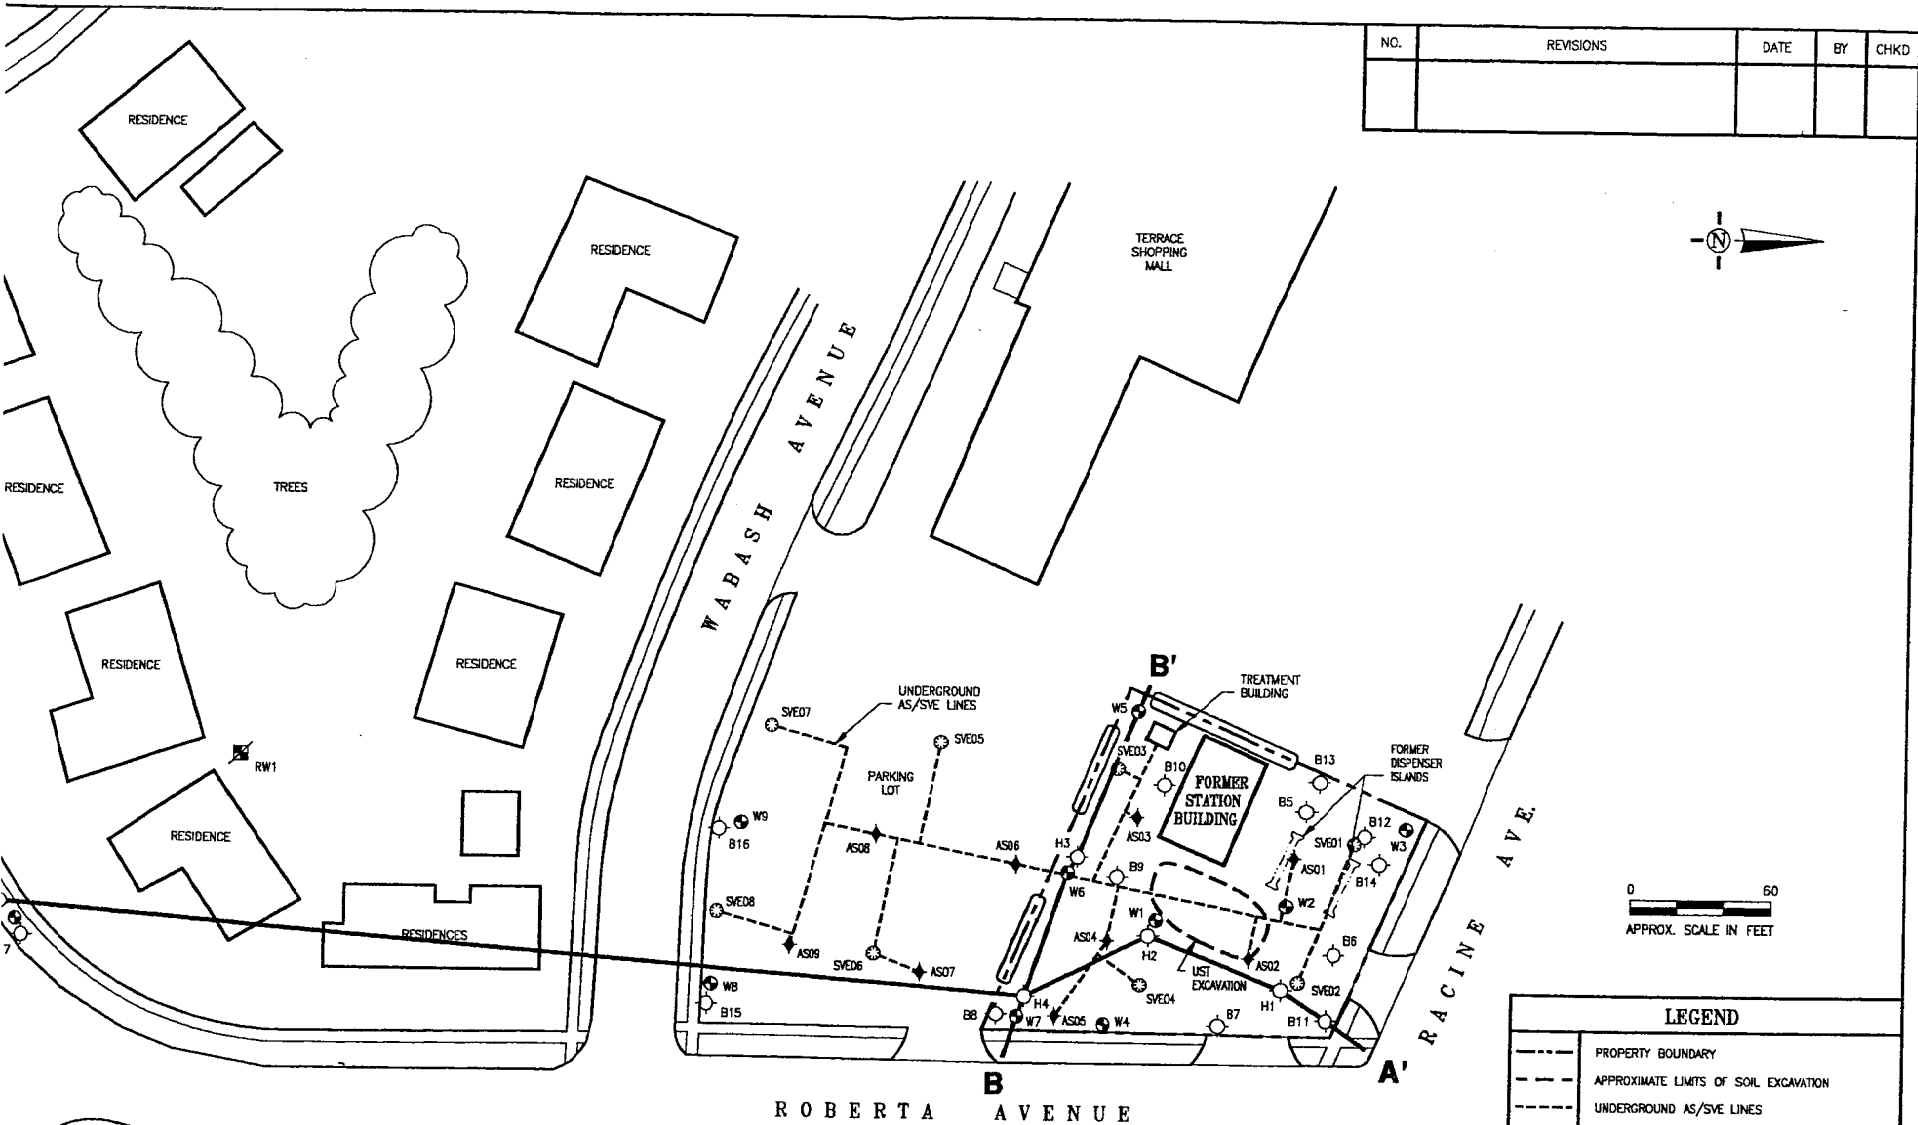 NO. REVISIONS DATE BY CHKD
RESIDENCE
RESIDENCE
TERRACE
SHOPPING
MALL
N
WABASH AVENUE
RESIDENCE
TREES
RESIDENCE
RESIDENCE
RESIDENCE
B'
TREATMENT
BUILDING
UNDERGROUND
AS/SVE LINES
W5
SVE07
SVE05
SVE03
B13
FORMER
DISPENSER
ISLANDS
RW1
PARKING
LOT
B10
FORMER
STATION
BUILDING
B5
W9
B16
RESIDENCE
AS08
AS06
H3
AS03
B12
SVE01
W3
AS01
B9
B14
W6
0 60
APPROX. SCALE IN FEET
SVE08
W1
W2
RACINE AVE.
RESIDENCES
AS09
AS04
H2
B6
SVE06
AS07
UST
EXCAVATION
AS02
7
W8
B15
H4
SVE04
H1
SVE02
B8
W7
AS05
W4
B7
B11
B
A'
ROBERTA AVENUE
LEGEND
PROPERTY BOUNDARY
APPROXIMATE LIMITS OF SOIL EXCAVATION
UNDERGROUND AS/SVE LINES